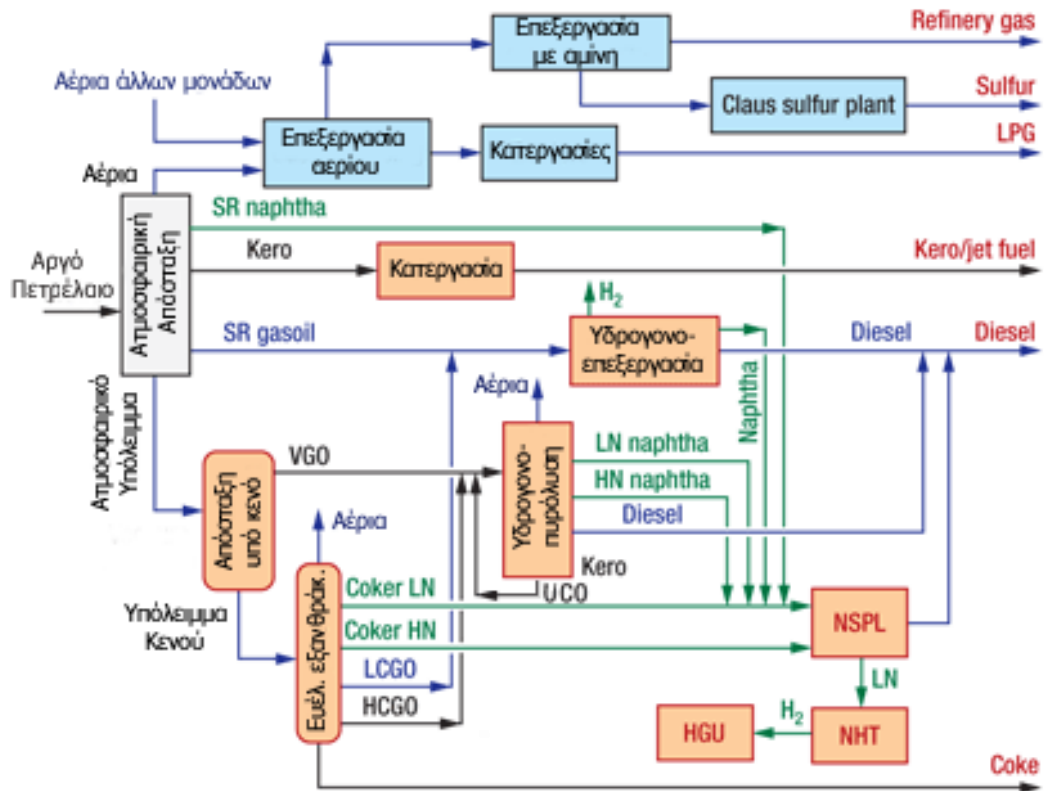 Επεξεργασία
με αμίνη
Refinery gas
Αέρια άλλων μονάδων
Claus sulfur plant
Sulfur
Επεξεργασία
αερίου
Κατεργασίες
LPG
Αέρια
Ατμοσφαιρική
Απόσταξη
SR naphtha
Kero
Κατεργασία
Kero/jet fuel
Αργό
Πετρέλαιο
H2
SR gasoil
Υδρογονο-
επεξεργασία
Diesel
Diesel
Ατμοσφαιρικό
Υπόλειμμα
Αέρια
Naphtha
VGO
Υδρογονο-
πυρόλυση
LN naphtha
HN naphtha
Diesel
Απόσταξη
υπό κενό
Αέρια
Kero
UCO
Υπόλειμμα
Κενού
Ευέλ. εξανθράκ.
Coker LN
Coker HN
NSPL
LCGO
HCGO
LN
HGU
H2
NHT
Coke